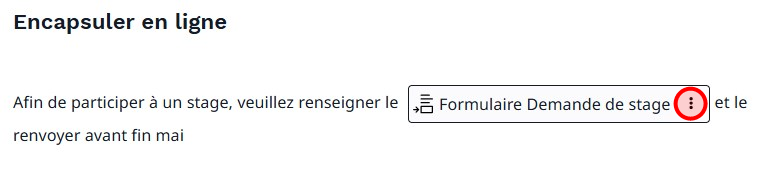 Encapsuler en ligne
Afin de participer à un stage, veuillez renseigner le Formulaire Demande de stage et le
renvoyer avant fin mai